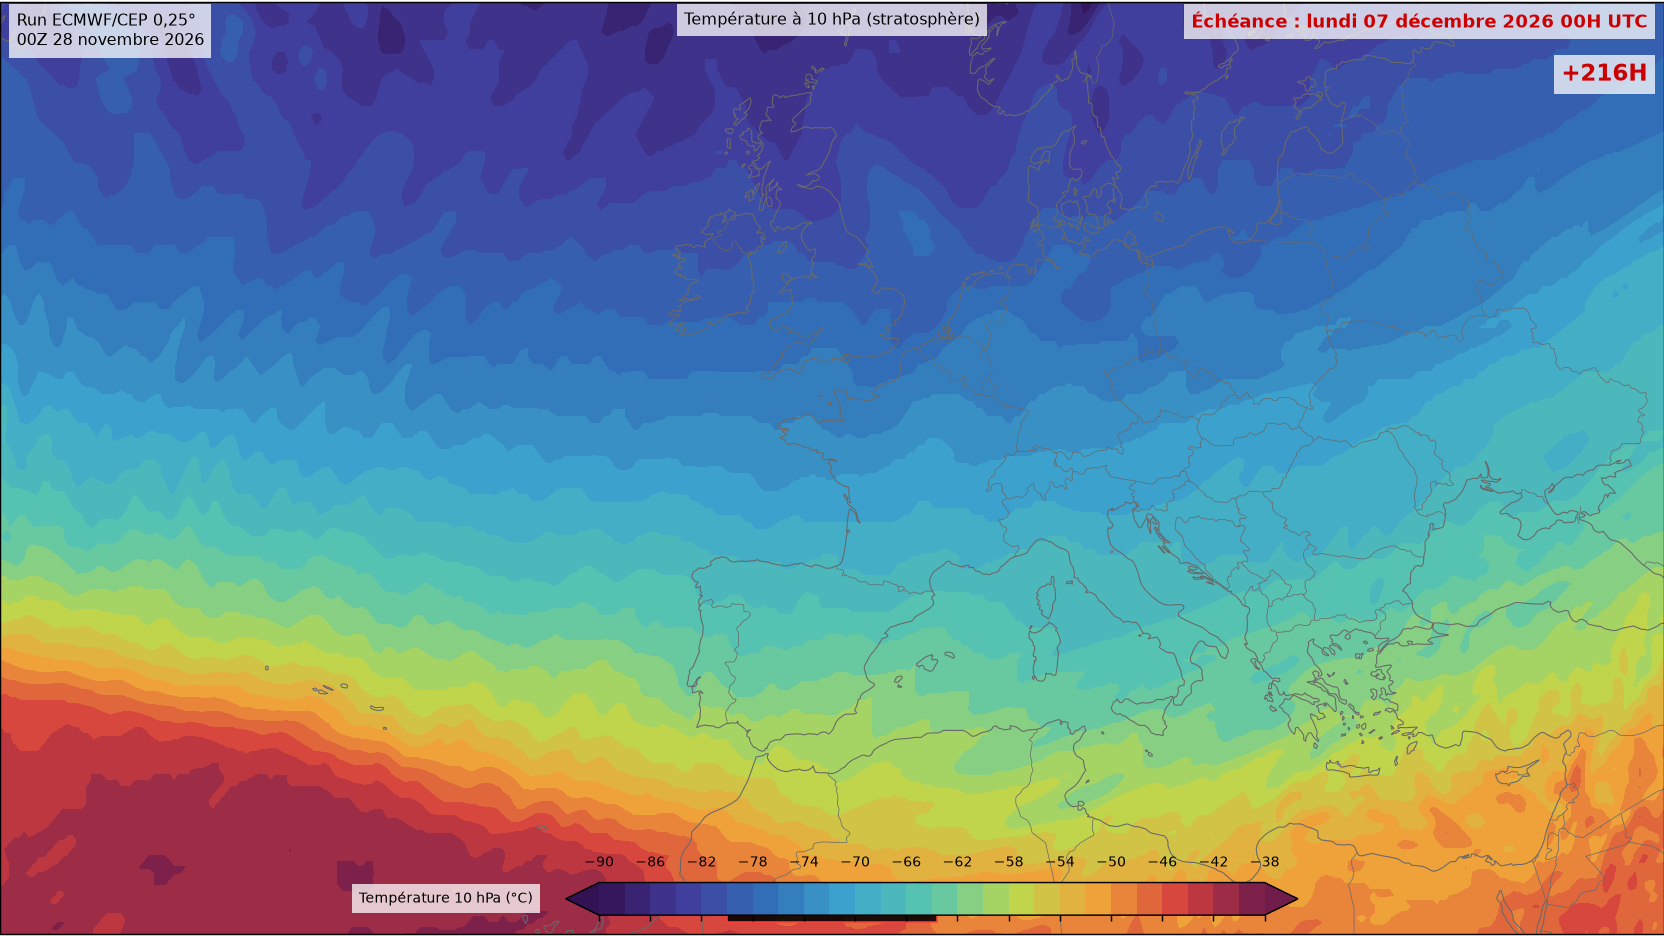 Run ECMWF/CEP 0,25°
00Z 28 novembre 2026
Température à 10 hPa (stratosphère)
Échéance : lundi 07 décembre 2026 00H UTC
+216H
−90 −86 −82 −78 −74 −70 −66 −62 −58 −54 −50 −46 −42 −38
Température 10 hPa (°C)